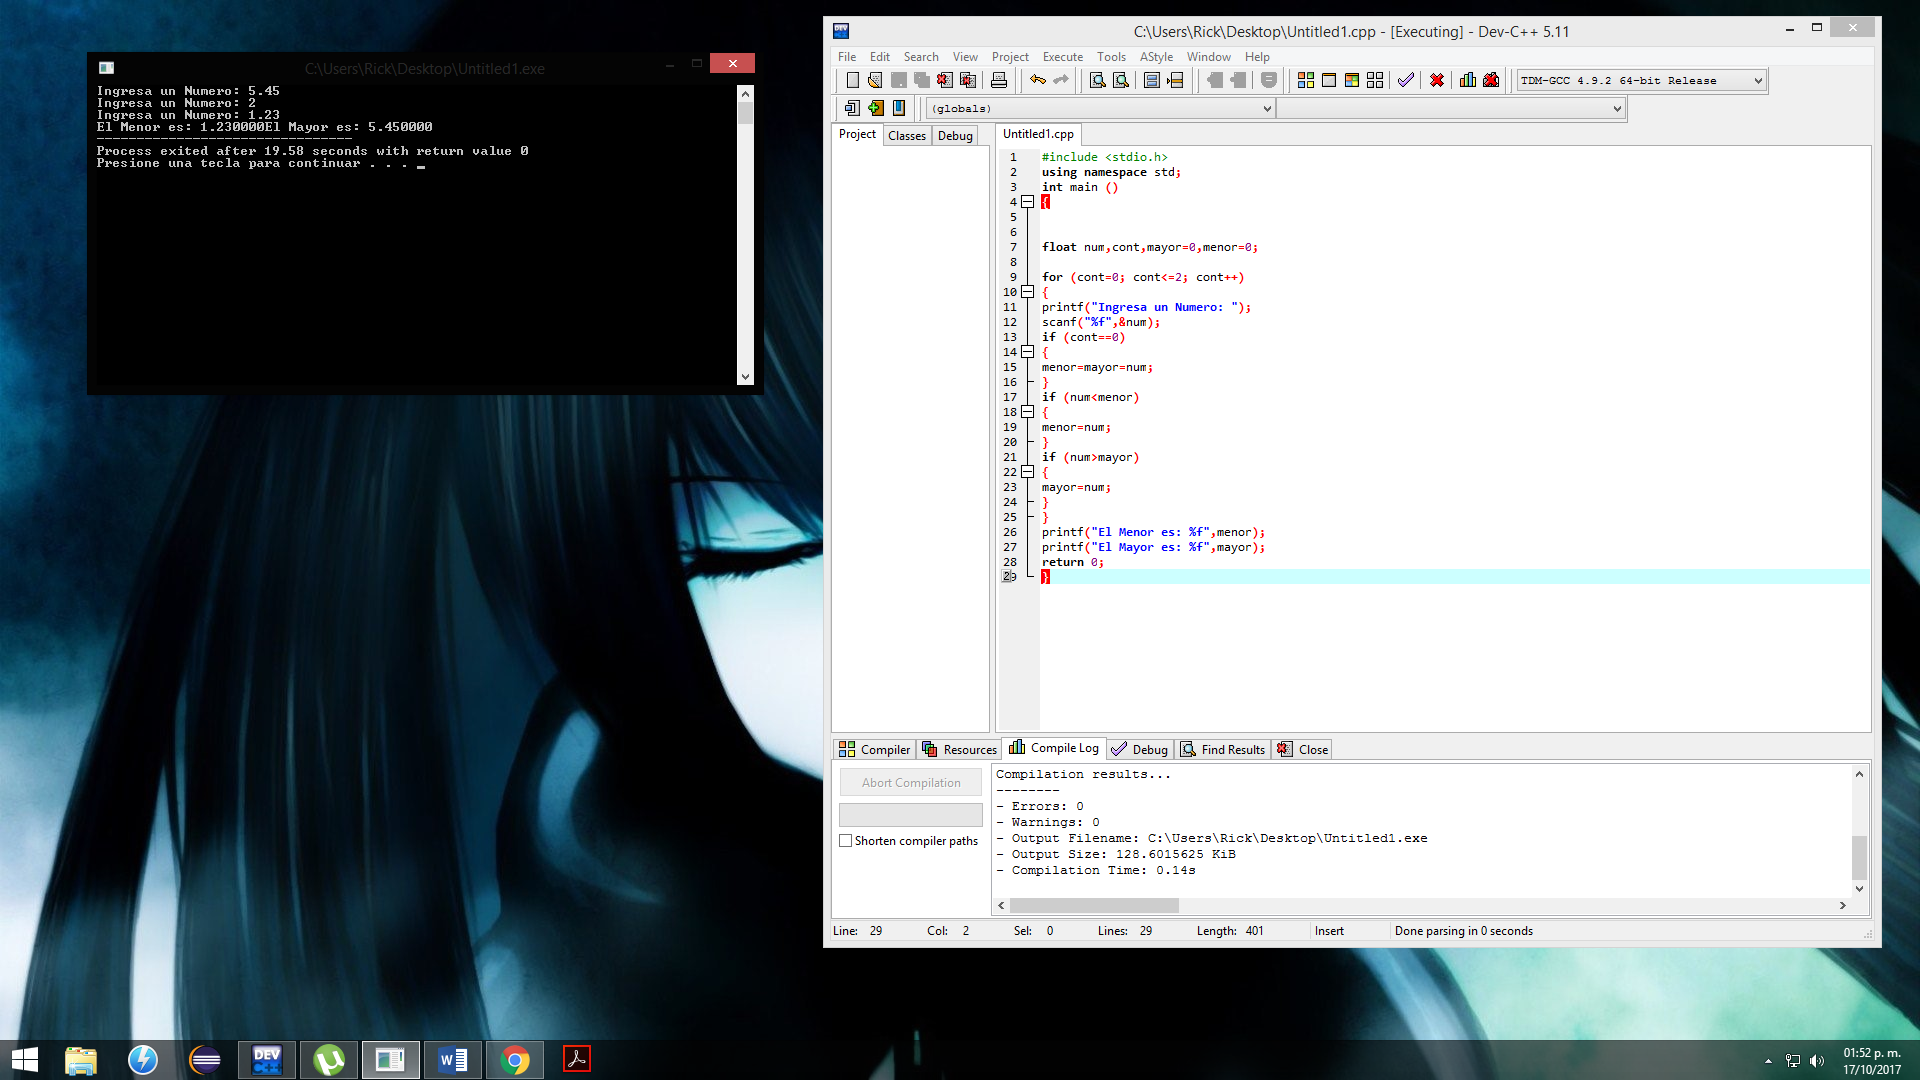 C:\Users\Rick\Desktop\Untitled1.exe
Ingresa un Numero: 5.45
Ingresa un Numero: 2
Ingresa un Numero: 1.23
El Menor es: 1.230000El Mayor es: 5.450000
--------------------------------
Process exited after 19.58 seconds with return value 0
Presione una tecla para continuar . . .
C:\Users\Rick\Desktop\Untitled1.cpp - [Executing] - Dev-C++ 5.11
File Edit Search View Project Execute Tools AStyle Window Help
TDM-GCC 4.9.2 64-bit Release
(globals)
Project Classes Debug Untitled1.cpp
1 #include <stdio.h>
2 using namespace std;
3 int main ()
4 {
5
6
7 float num,cont,mayor=0,menor=0;
8
9 for (cont=0; cont<=2; cont++)
10 {
11 printf("Ingresa un Numero: ");
12 scanf("%f",&num);
13 if (cont==0)
14 {
15 menor=mayor=num;
16 }
17 if (num<menor)
18 {
19 menor=num;
20 }
21 if (num>mayor)
22 {
23 mayor=num;
24 }
25 }
26 printf("El Menor es: %f",menor);
27 printf("El Mayor es: %f",mayor);
28 return 0;
29 }
Compiler Resources Compile Log Debug Find Results Close
Abort Compilation
Shorten compiler paths
Compilation results...
--------
- Errors: 0
- Warnings: 0
- Output Filename: C:\Users\Rick\Desktop\Untitled1.exe
- Output Size: 128.6015625 KiB
- Compilation Time: 0.14s
Line: 29 Col: 2 Sel: 0 Lines: 29 Length: 401 Insert Done parsing in 0 seconds
DEV C++
01:52 p. m.
17/10/2017